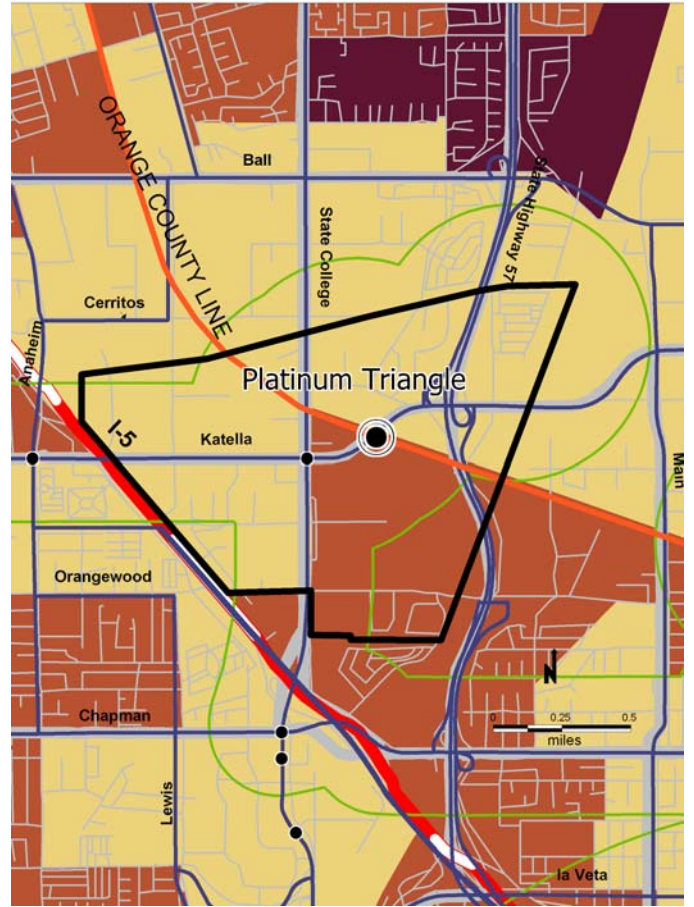 ORANGE COUNTY LINE
Ball
State College
State Highway 57
Cerritos
Anaheim
Platinum Triangle
I-5
Katella
Main
Orangewood
N
0 0.25 0.5
miles
Chapman
Lewis
la Veta